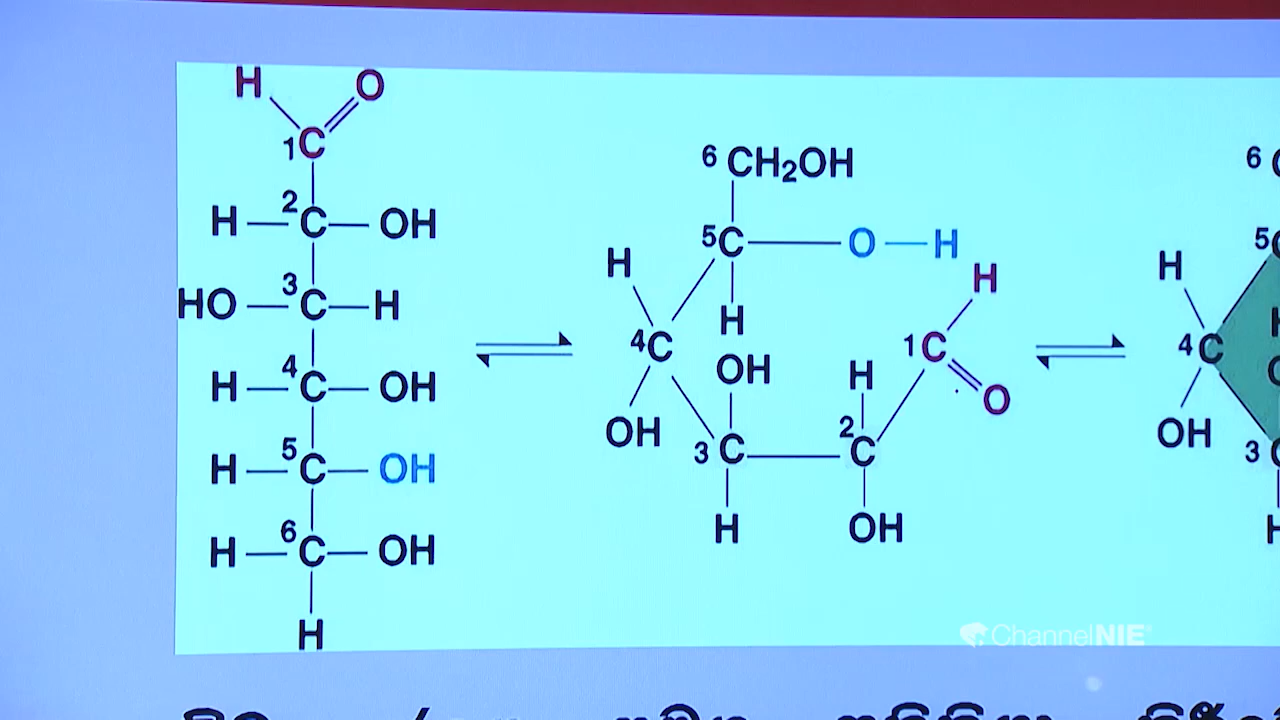 H O
1C
H — 2C — OH
HO — 3C — H
H — 4C — OH
H — 5C — OH
H — 6C — OH
H
6 CH2OH
5C — O — H
H
H
H
4C
1C
OH
H
O
OH
3C
2C
H
OH
6
5
H
4C
OH
3
H
ChannelNIE